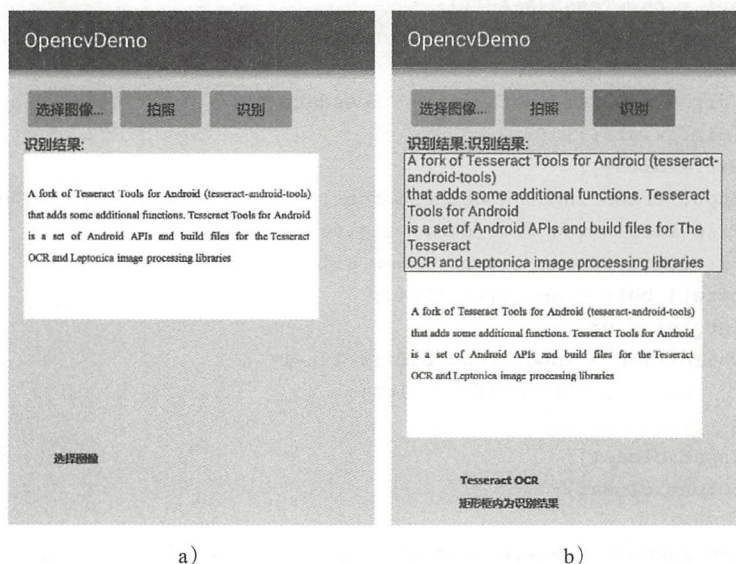 OpencvDemo
选择图像... 拍照 识别
识别结果:
A fork of Tesseract Tools for Android (tesseract-android-tools)
that adds some additional functions. Tesseract Tools for Android
is a set of Android APIs and build files for the Tesseract
OCR and Leptonica image processing libraries
选择图像
a)
OpencvDemo
选择图像... 拍照 识别
识别结果:识别结果:
A fork of Tesseract Tools for Android (tesseract-
android-tools)
that adds some additional functions. Tesseract
Tools for Android
is a set of Android APIs and build files for The
Tesseract
OCR and Leptonica image processing libraries
A fork of Tesseract Tools for Android (tesseract-android-tools)
that adds some additional functions. Tesseract Tools for Android
is a set of Android APIs and build files for the Tesseract
OCR and Leptonica image processing libraries
Tesseract OCR
矩形框内为识别结果
b)